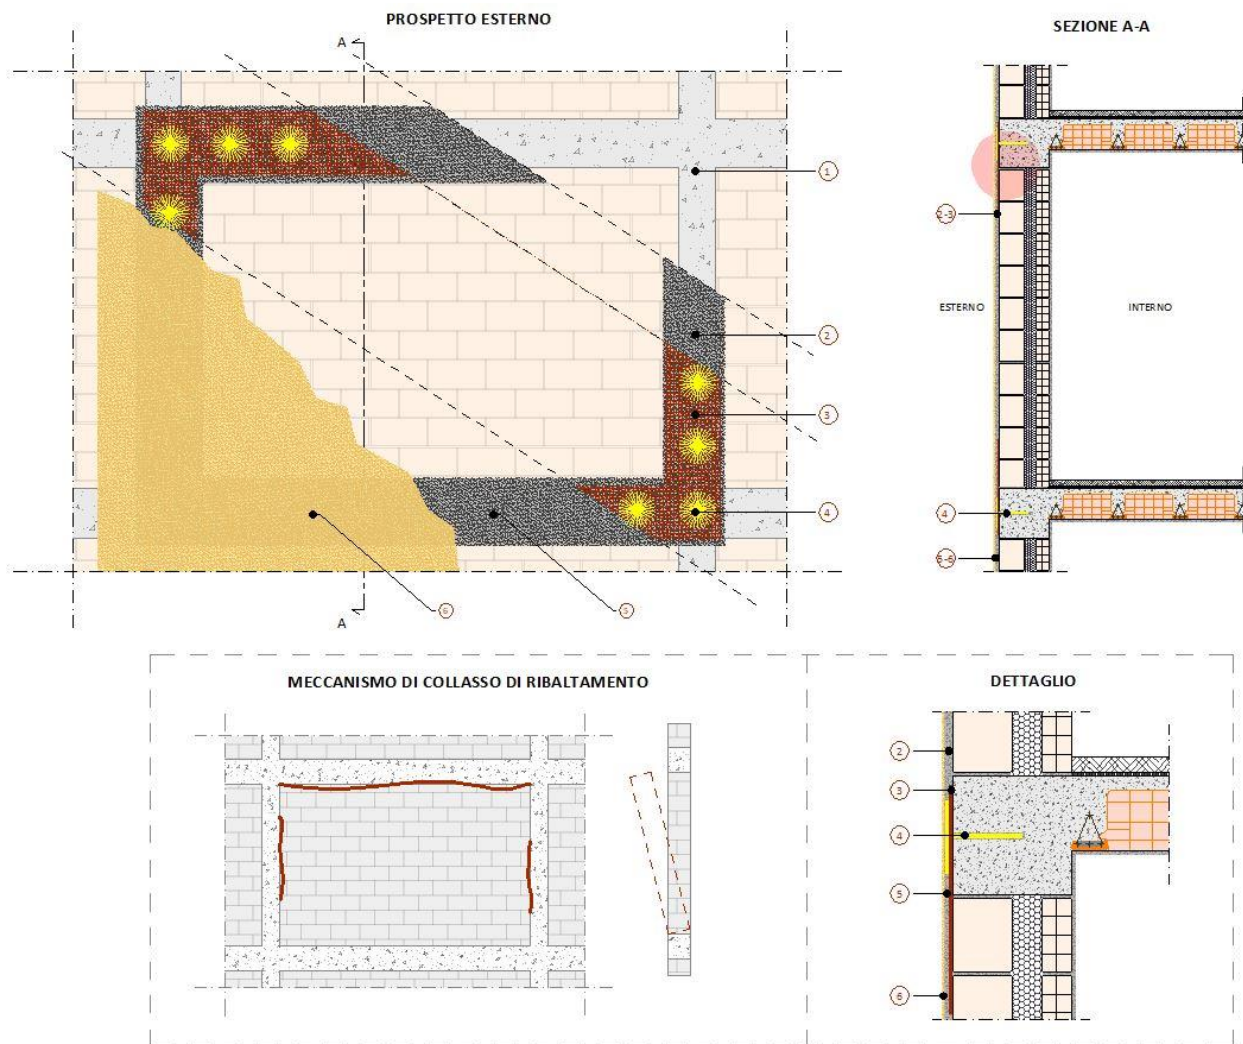 PROSPETTO ESTERNO
SEZIONE A-A
A
1
2-3
ESTERNO
INTERNO
2
3
4
4
5-6
6
5
A
MECCANISMO DI COLLASSO DI RIBALTAMENTO
DETTAGLIO
2
3
4
5
6